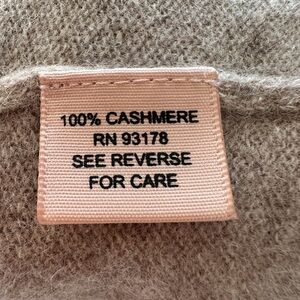 100% CASHMERE
RN 93178
SEE REVERSE
FOR CARE